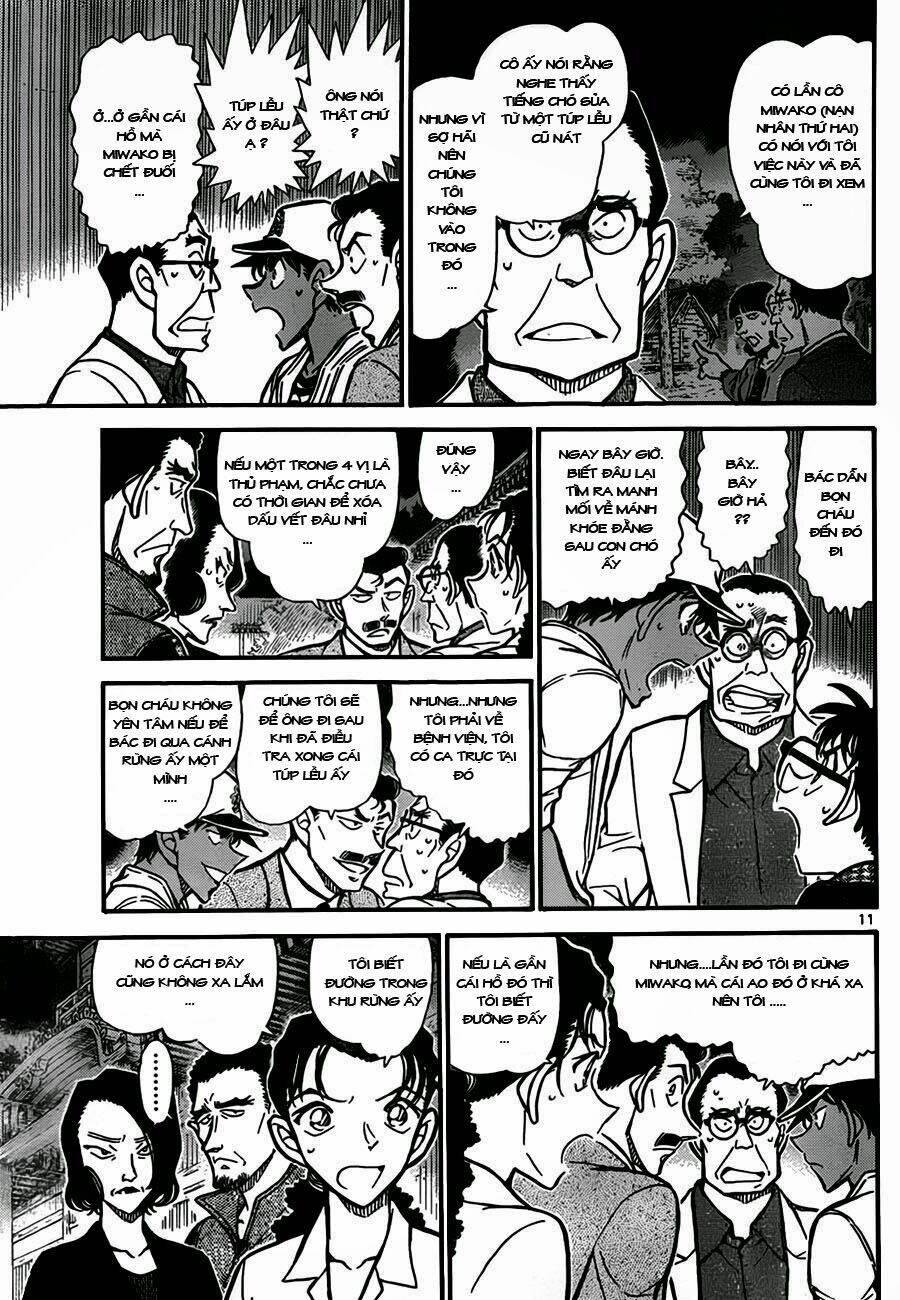 CÓ LẦN CÔ
MIWAKO (NẠN
NHÂN THỨ HAI)
CÓ NÓI VỚI TÔI
VIỆC NÀY VÀ ĐÃ
CÙNG TÔI ĐI XEM
...
CÔ ẤY NÓI RẰNG
NGHE THẤY
TIẾNG CHÓ SỦA
TỪ MỘT TÚP LỀU
CŨ NÁT
NHƯNG VÌ
SỢ HÃI
NÊN
CHÚNG
TÔI
KHÔNG
VÀO
TRONG
ĐÓ
...
ÔNG NÓI
THẬT CHỨ
?
TÚP LỀU
ẤY Ở ĐÂU
Ạ ?
Ở...Ở GẦN CÁI
HỒ MÀ
MIWAKO BỊ
CHẾT ĐUỐI
...
BÁC DẪN
BỌN
CHÁU
ĐẾN ĐÓ
ĐI
BÂY..
BÂY
GIỜ HẢ
??
NGAY BÂY GIỜ.
BIẾT ĐÂU LẠI
TÌM RA MANH
MỐI VỀ MÁNH
KHÓE ĐẰNG
SAU CON CHÓ
ẤY
ĐÚNG
VẬY
...
NẾU MỘT TRONG 4 VỊ LÀ
THỦ PHẠM, CHẮC CHƯA
CÓ THỜI GIAN ĐỂ XÓA
DẤU VẾT ĐÂU NHỈ
...
NHƯNG...NHƯNG
TÔI PHẢI VỀ
BỆNH VIỆN, TÔI
CÓ CA TRỰC TẠI
ĐÓ
CHÚNG TÔI SẼ
ĐỂ ÔNG ĐI SAU
KHI ĐÃ ĐIỀU
TRA XONG CÁI
TÚP LỀU ẤY
BỌN CHÁU KHÔNG
YÊN TÂM NẾU ĐỂ
BÁC ĐI QUA CÁNH
RỪNG ẤY MỘT
MÌNH
....
11
NHƯNG....LẦN ĐÓ TÔI ĐI CÙNG
MIWAKO, MÀ CÁI AO ĐÓ Ở KHÁ XA
NÊN TÔI .....
NẾU LÀ GẦN
CÁI HỒ ĐÓ THÌ
TÔI BIẾT
ĐƯỜNG ĐẤY
TÔI BIẾT
ĐƯỜNG TRONG
KHU RỪNG ẤY
NÓ Ở CÁCH ĐÂY
CŨNG KHÔNG XA LẮM
....
......